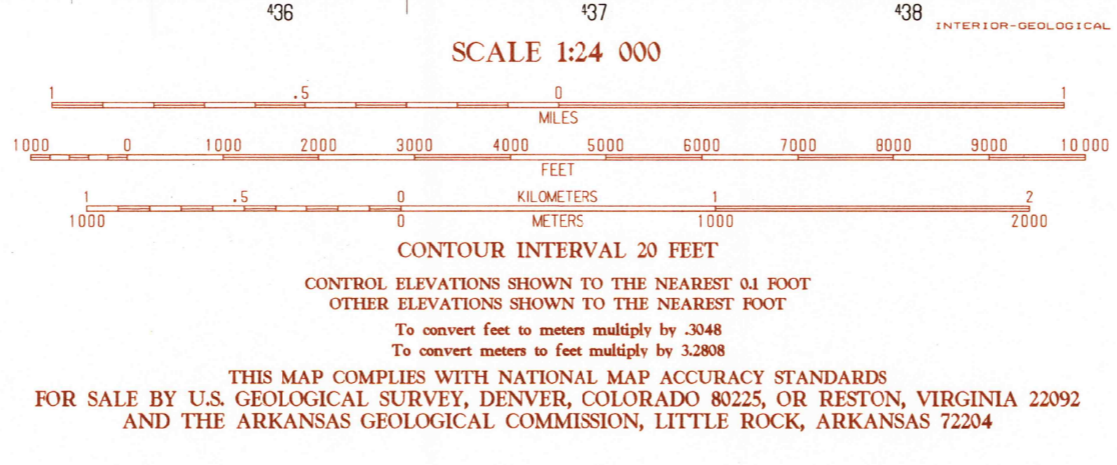 436 437 438 INTERIOR-GEOLOGICAL
SCALE 1:24 000
1 .5 0 1
MILES
1000 0 1000 2000 3000 4000 5000 6000 7000 8000 9000 10 000
FEET
1 .5 0 KILOMETERS 1 2
1000 0 METERS 1000 2000
CONTOUR INTERVAL 20 FEET
CONTROL ELEVATIONS SHOWN TO THE NEAREST 0.1 FOOT
OTHER ELEVATIONS SHOWN TO THE NEAREST FOOT
To convert feet to meters multiply by .3048
To convert meters to feet multiply by 3.2808
THIS MAP COMPLIES WITH NATIONAL MAP ACCURACY STANDARDS
FOR SALE BY U.S. GEOLOGICAL SURVEY, DENVER, COLORADO 80225, OR RESTON, VIRGINIA 22092
AND THE ARKANSAS GEOLOGICAL COMMISSION, LITTLE ROCK, ARKANSAS 72204